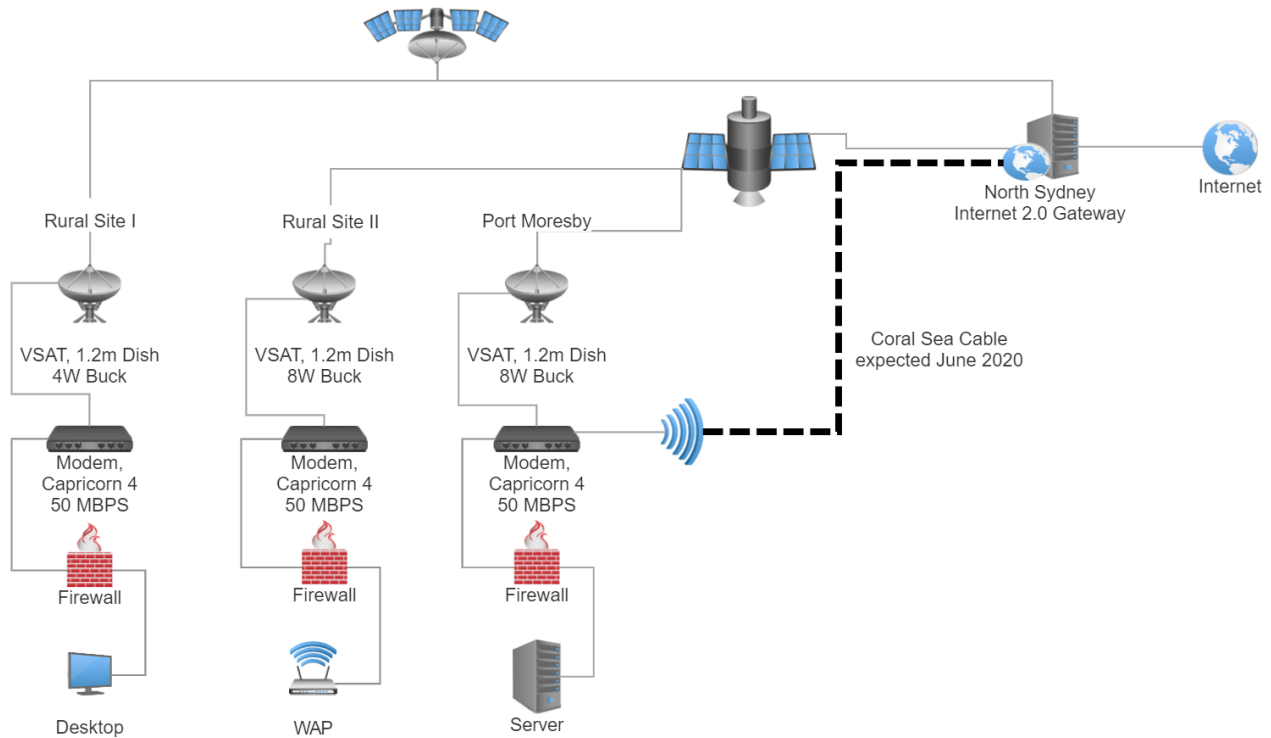 Internet
North Sydney
Internet 2.0 Gateway
Rural Site I
Rural Site II
Port Moresby
VSAT, 1.2m Dish
4W Buck
VSAT, 1.2m Dish
8W Buck
VSAT, 1.2m Dish
8W Buck
Coral Sea Cable
expected June 2020
Modem,
Capricorn 4
50 MBPS
Modem,
Capricorn 4
50 MBPS
Modem,
Capricorn 4
50 MBPS
Firewall
Firewall
Firewall
Desktop
WAP
Server